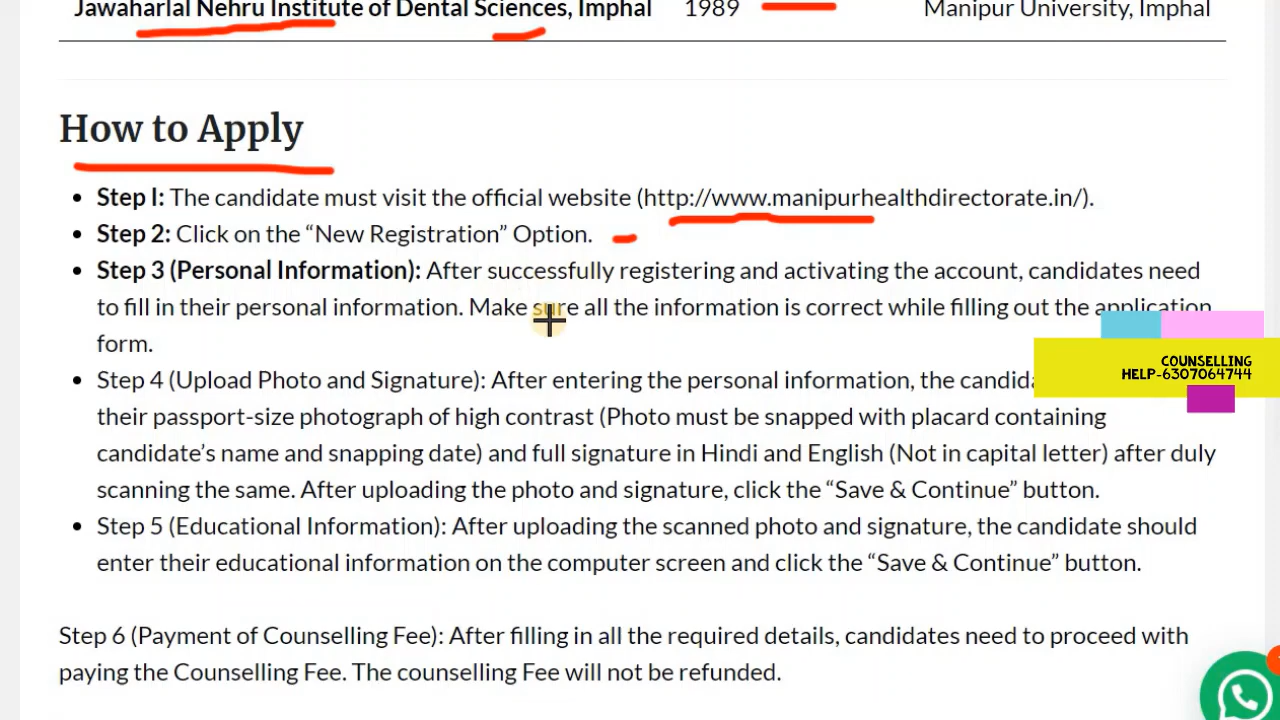 Jawaharlal Nehru Institute of Dental Sciences, Imphal 1989 Manipur University, Imphal
How to Apply
• Step I: The candidate must visit the official website (http://www.manipurhealthdirectorate.in/).
• Step 2: Click on the “New Registration” Option.
• Step 3 (Personal Information): After successfully registering and activating the account, candidates need
to fill in their personal information. Make sure all the information is correct while filling out the application
form.
• Step 4 (Upload Photo and Signature): After entering the personal information, the
their passport-size photograph of high contrast (Photo must be snapped with placard containing
candidate’s name and snapping date) and full signature in Hindi and English (Not in capital letter) after duly
scanning the same. After uploading the photo and signature, click the “Save & Continue” button.
• Step 5 (Educational Information): After uploading the scanned photo and signature, the candidate should
enter their educational information on the computer screen and click the “Save & Continue” button.
Step 6 (Payment of Counselling Fee): After filling in all the required details, candidates need to proceed with
paying the Counselling Fee. The counselling Fee will not be refunded.
COUNSELLING
HELP-6307064744